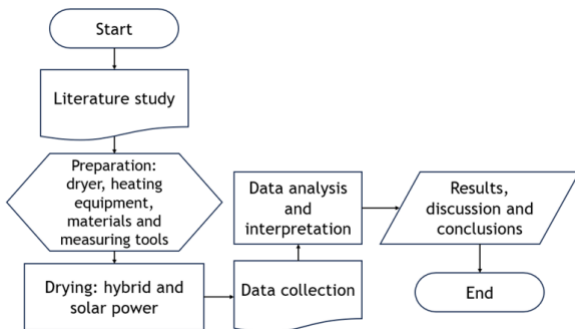 Start
Literature study
Preparation:
dryer, heating
equipment,
materials and
measuring tools
Drying: hybrid and
solar power
Data collection
Data analysis
and
interpretation
Results,
discussion and
conclusions
End